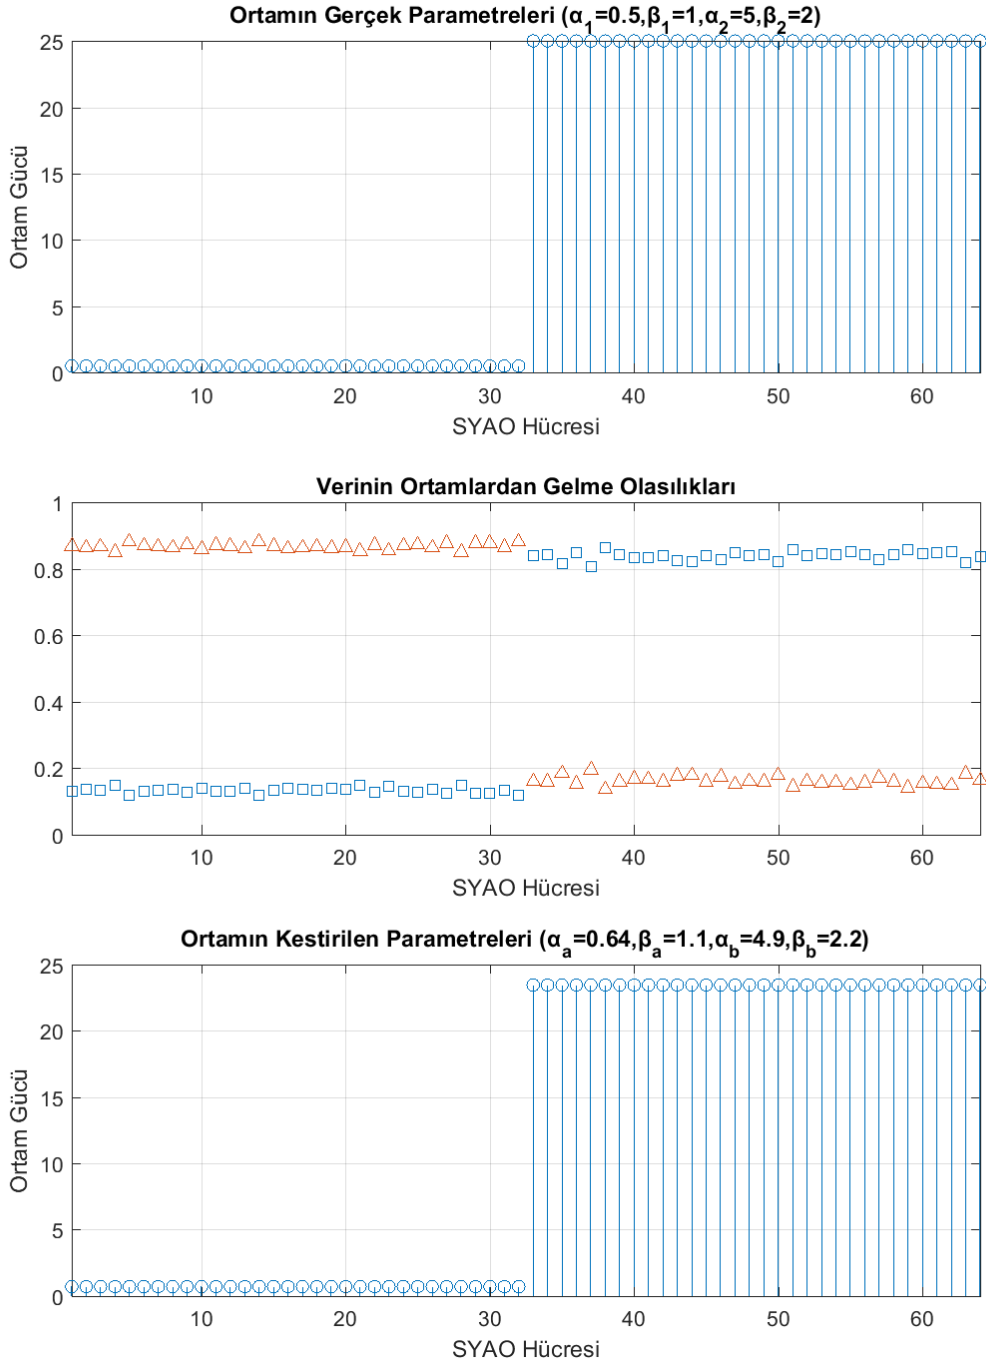 Ortamın Gerçek Parametreleri (α₁=0.5,β₁=1,α₂=5,β₂=2)
25
20
15
10
5
0
Ortam Gücü
10 20 30 40 50 60
SYAO Hücresi
Verinin Ortamlardan Gelme Olasılıkları
1
0.8
0.6
0.4
0.2
0
10 20 30 40 50 60
SYAO Hücresi
Ortamın Kestirilen Parametreleri (α_a=0.64,β_a=1.1,α_b=4.9,β_b=2.2)
25
20
15
10
5
0
Ortam Gücü
10 20 30 40 50 60
SYAO Hücresi